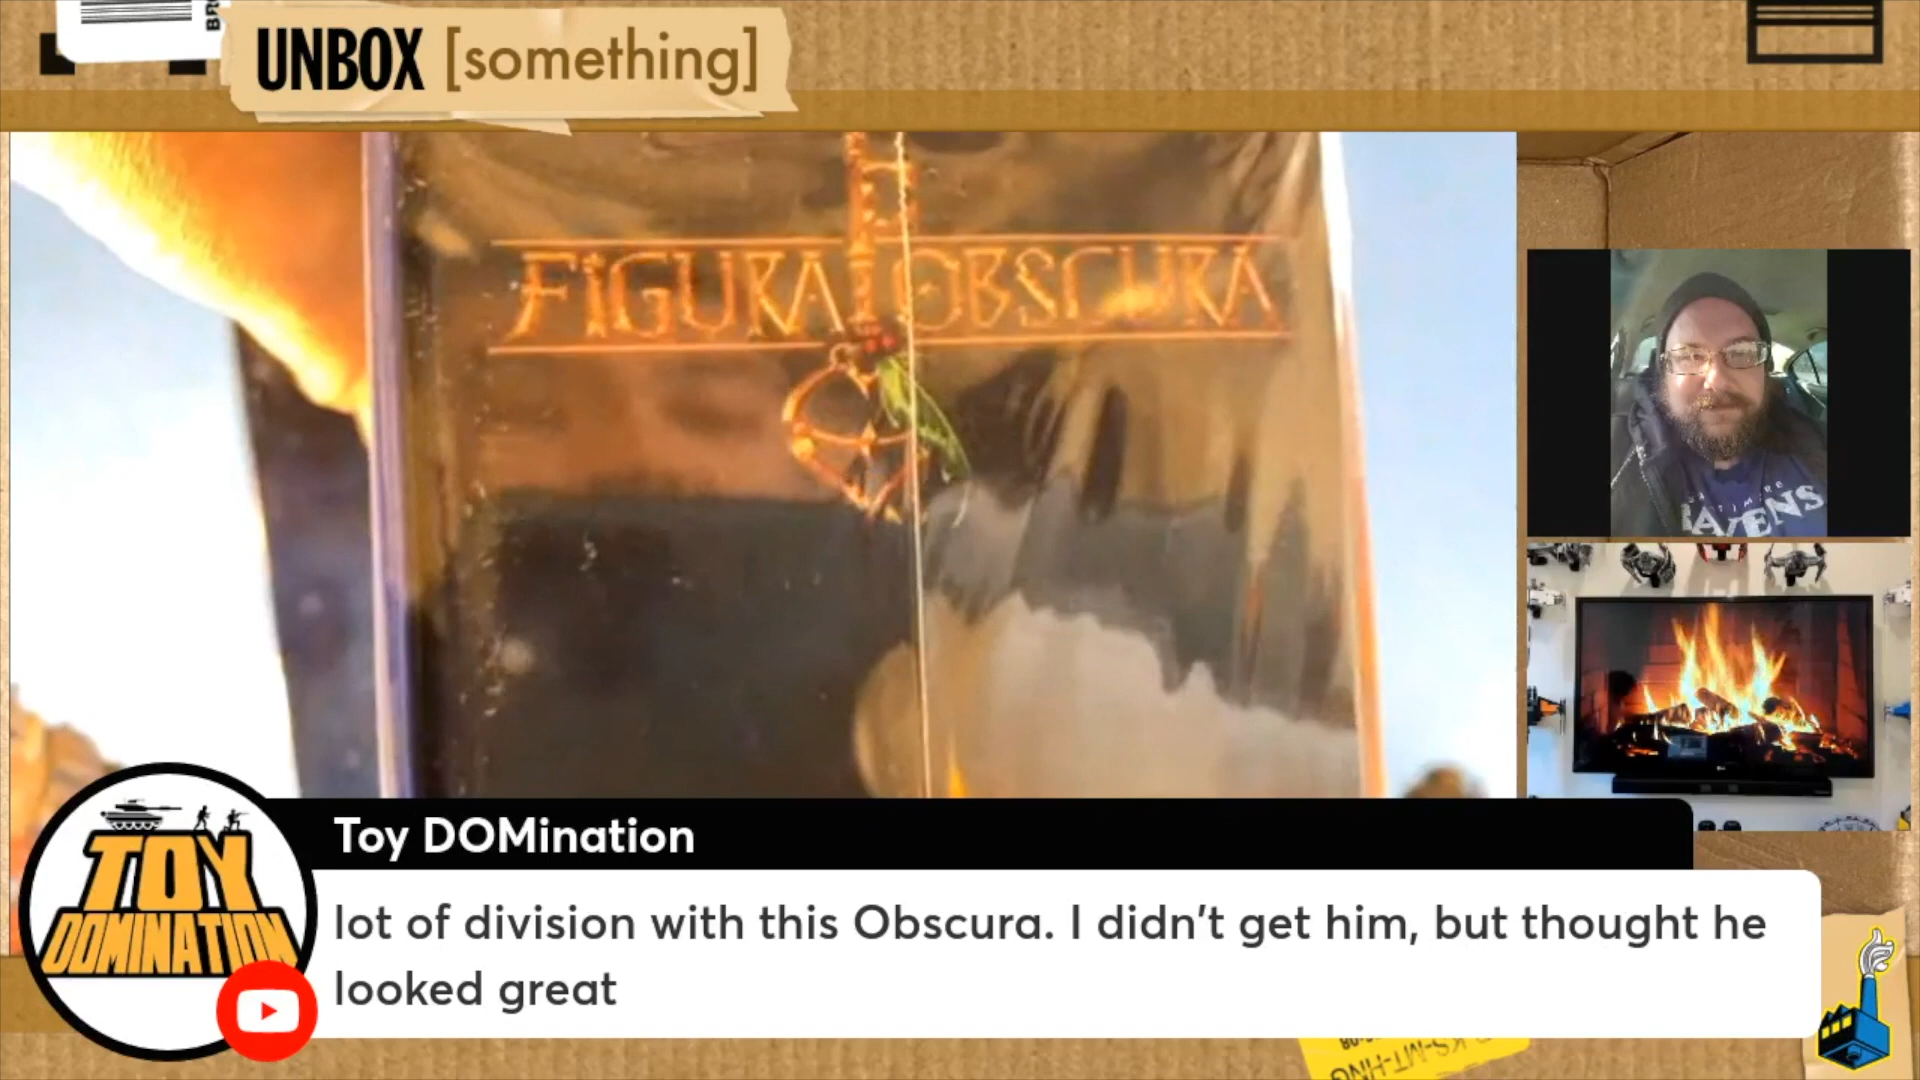 UNBOX [something]
FIGURA OBSCURA
RAVENS
Toy DOMination
lot of division with this Obscura. I didn't get him, but thought he
looked great
TOY
DOMINATION